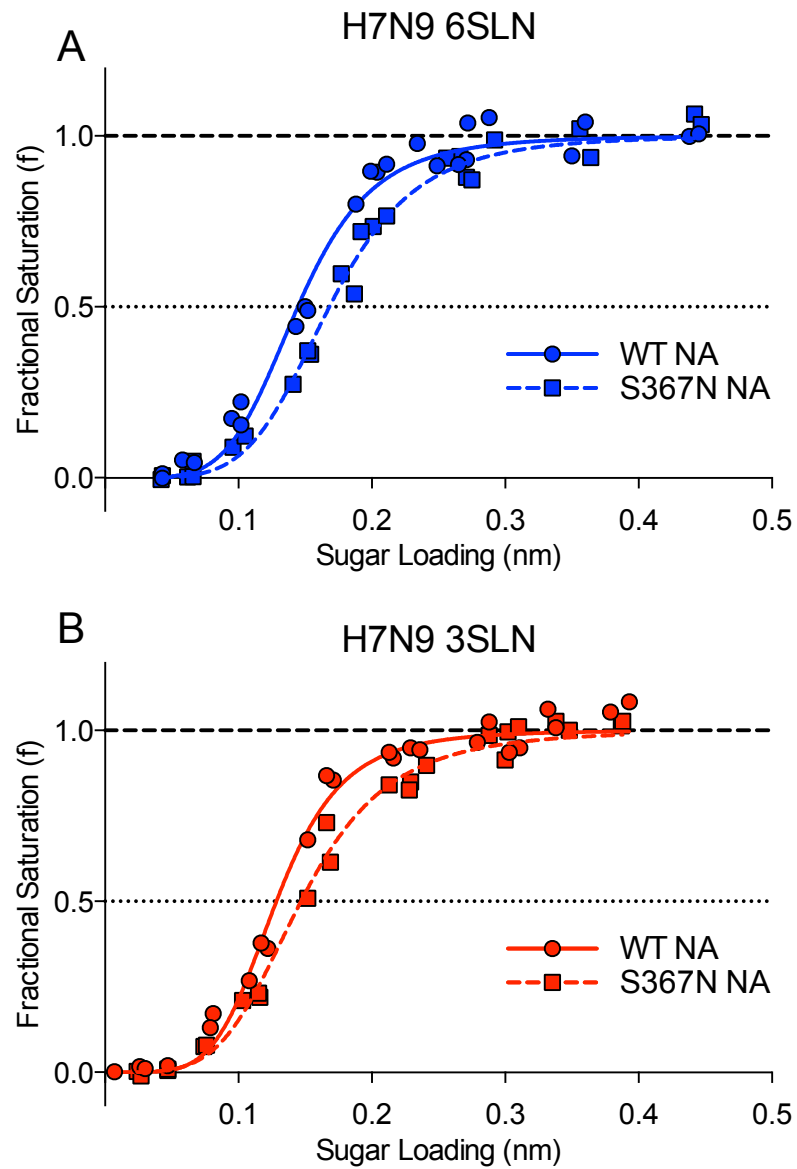 A
H7N9 6SLN
Fractional Saturation (f)
1.0
0.5
0.0
WT NA
S367N NA
0.1 0.2 0.3 0.4 0.5
Sugar Loading (nm)
B
H7N9 3SLN
Fractional Saturation (f)
1.0
0.5
0.0
WT NA
S367N NA
0.1 0.2 0.3 0.4 0.5
Sugar Loading (nm)